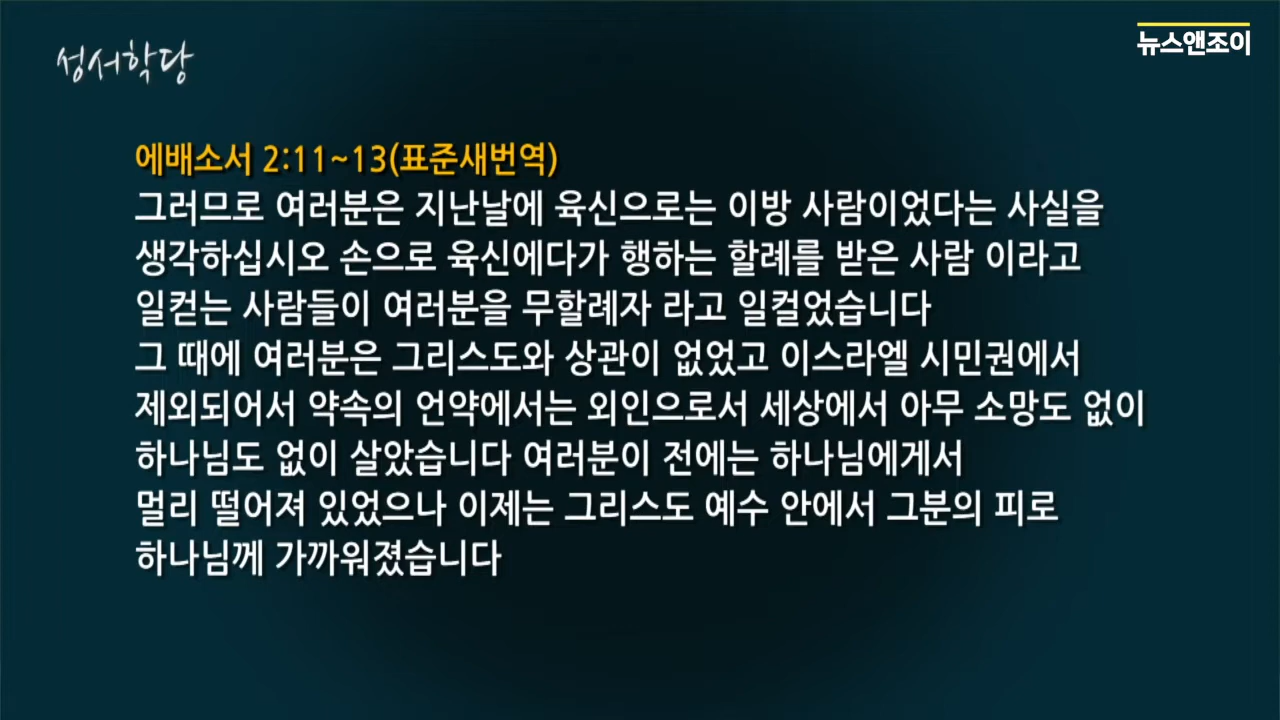 성서학당
뉴스앤조이
에배소서 2:11~13(표준새번역)
그러므로 여러분은 지난날에 육신으로는 이방 사람이었다는 사실을
생각하십시오 손으로 육신에다가 행하는 할례를 받은 사람 이라고
일컫는 사람들이 여러분을 무할례자 라고 일컬었습니다
그 때에 여러분은 그리스도와 상관이 없었고 이스라엘 시민권에서
제외되어서 약속의 언약에서는 외인으로서 세상에서 아무 소망도 없이
하나님도 없이 살았습니다 여러분이 전에는 하나님에게서
멀리 떨어져 있었으나 이제는 그리스도 예수 안에서 그분의 피로
하나님께 가까워졌습니다